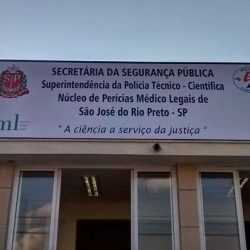 SECRETÁRIA DA SEGURANÇA PÚBLICA
Superintendência da Polícia Técnico - Científica
Núcleo de Perícias Médico Legais de
São José do Rio Preto - SP
" A ciência a serviço da justiça "
ml